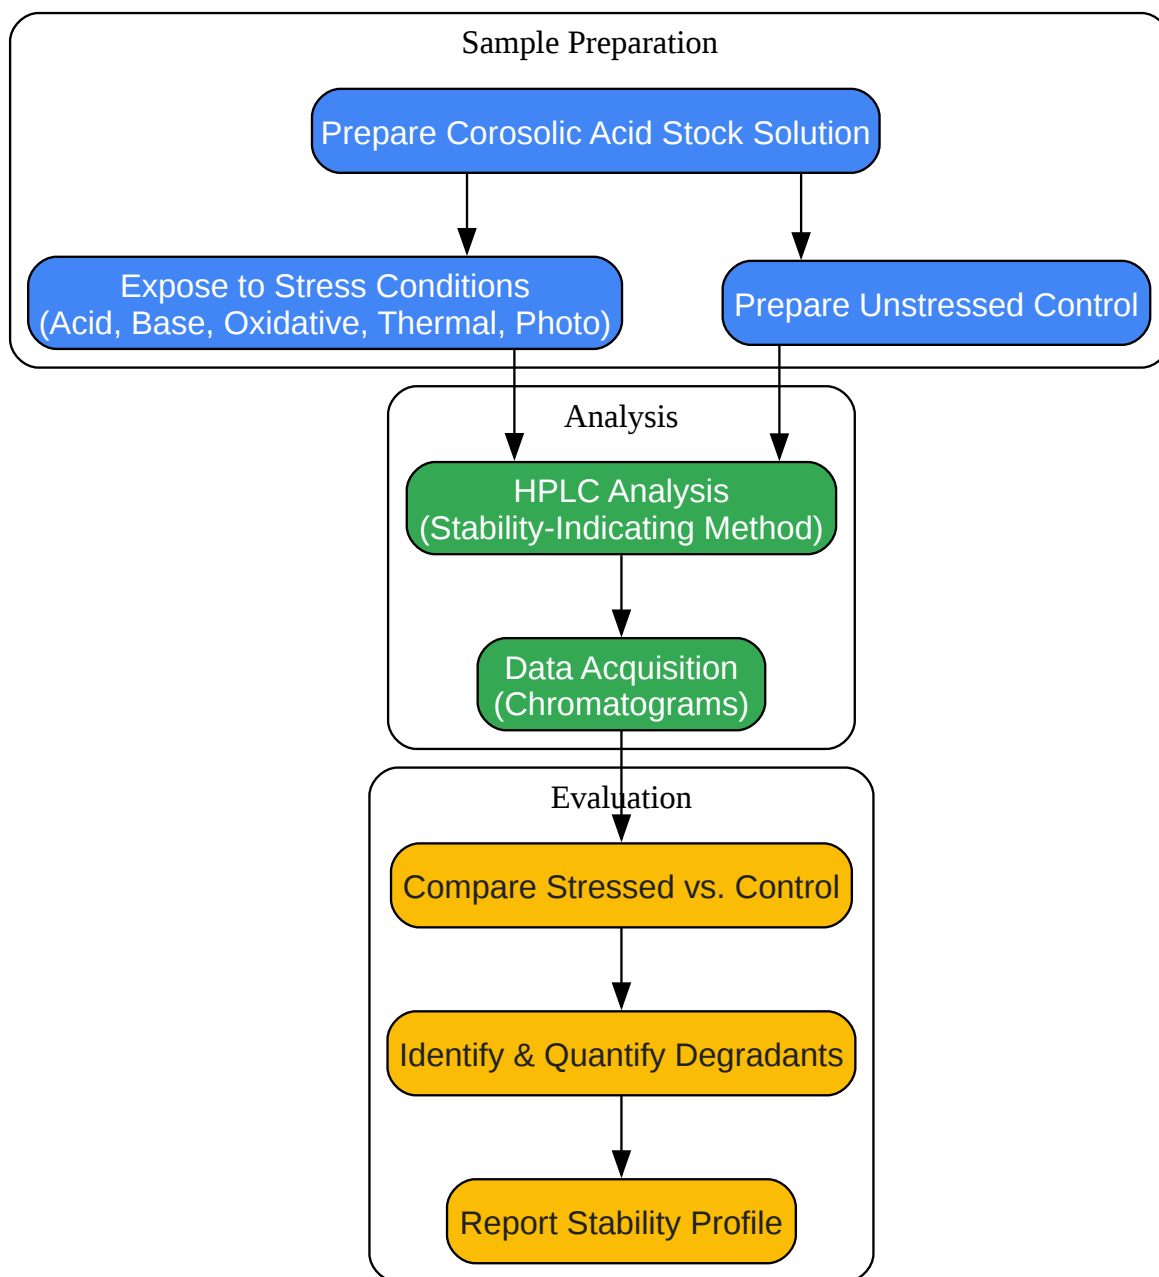 Sample Preparation
Prepare Corosolic Acid Stock Solution
Expose to Stress Conditions
(Acid, Base, Oxidative, Thermal, Photo)
Prepare Unstressed Control
Analysis
HPLC Analysis
(Stability-Indicating Method)
Data Acquisition
(Chromatograms)
Evaluation
Compare Stressed vs. Control
Identify & Quantify Degradants
Report Stability Profile